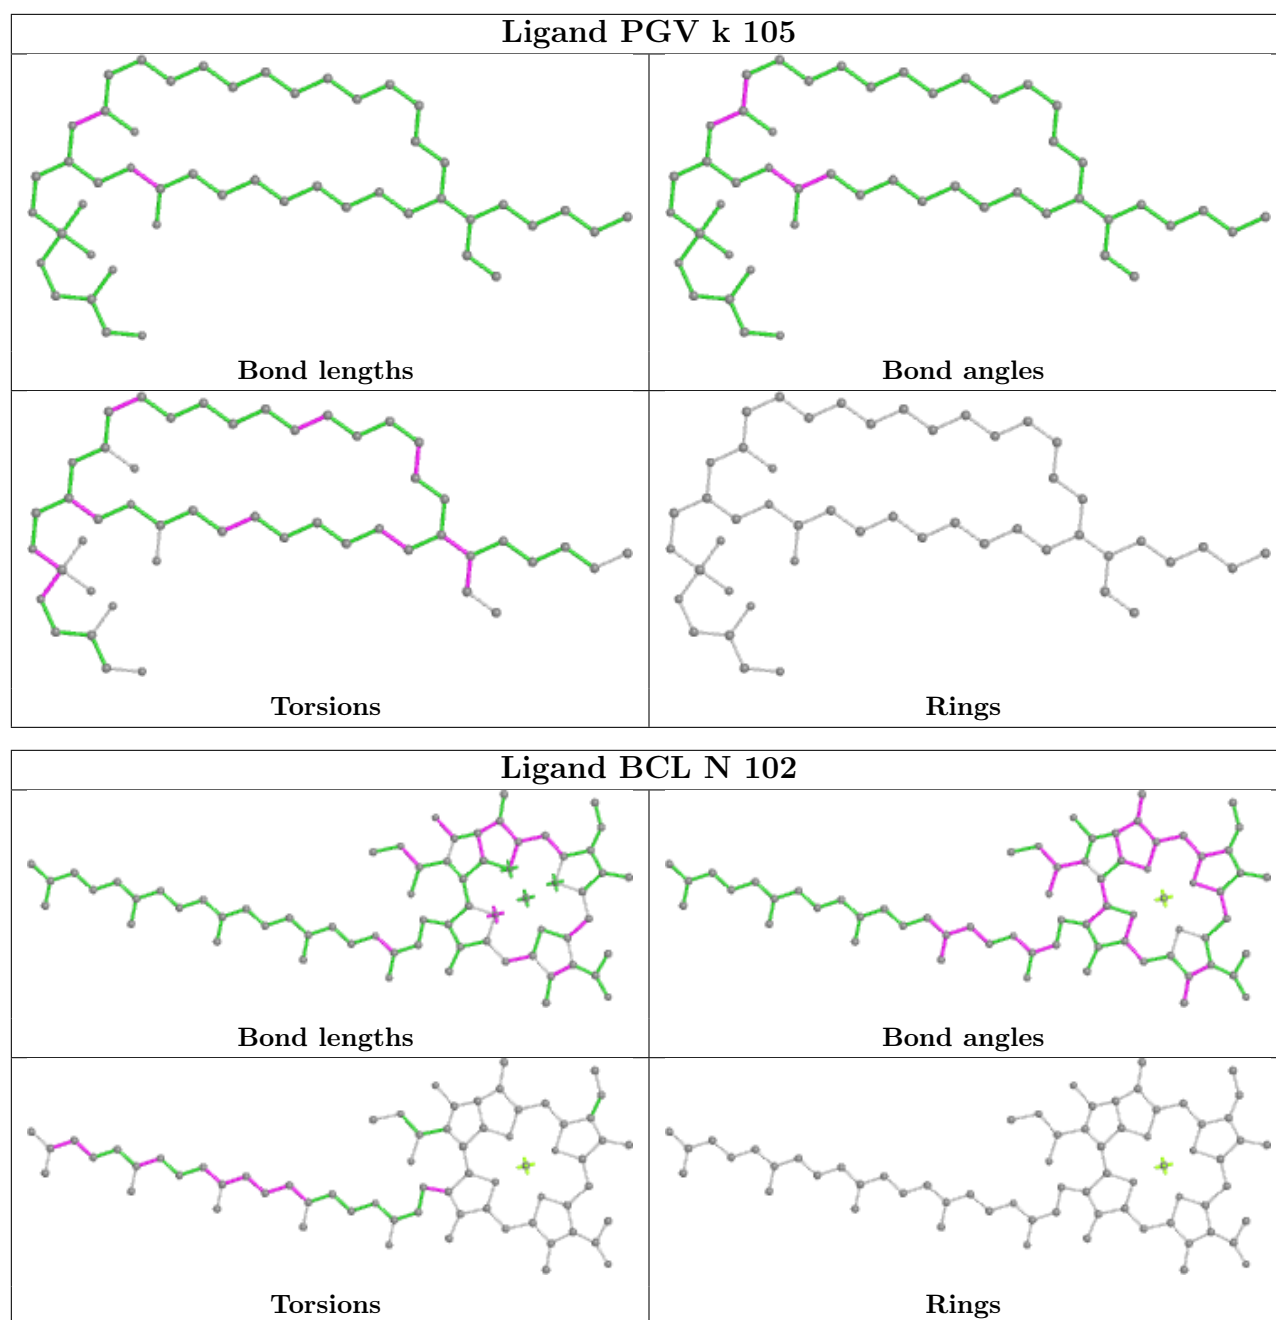 Ligand PGV k 105
Bond lengths
Bond angles
Torsions
Rings
Ligand BCL N 102
Bond lengths
Bond angles
Torsions
Rings